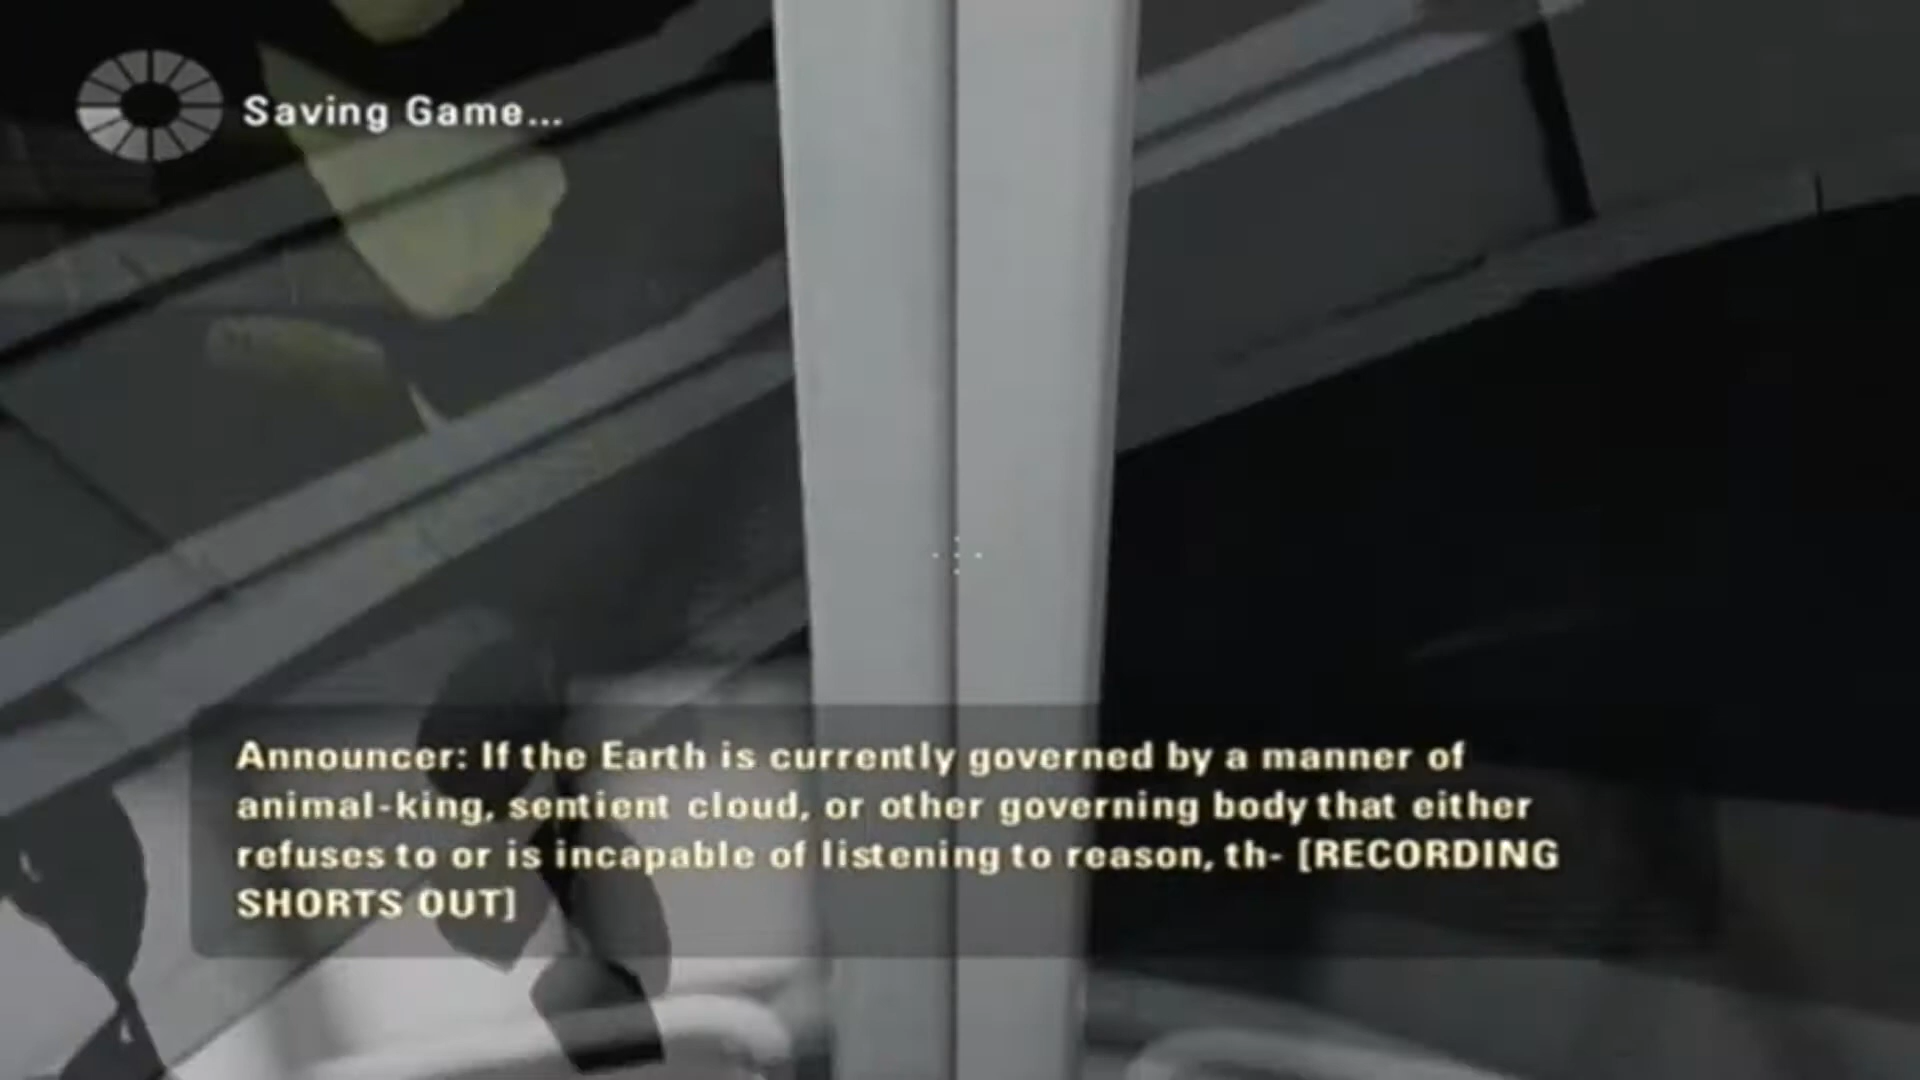 Saving Game...
Announcer: If the Earth is currently governed by a manner of
animal-king, sentient cloud, or other governing body that either
refuses to or is incapable of listening to reason, th- [RECORDING
SHORTS OUT]